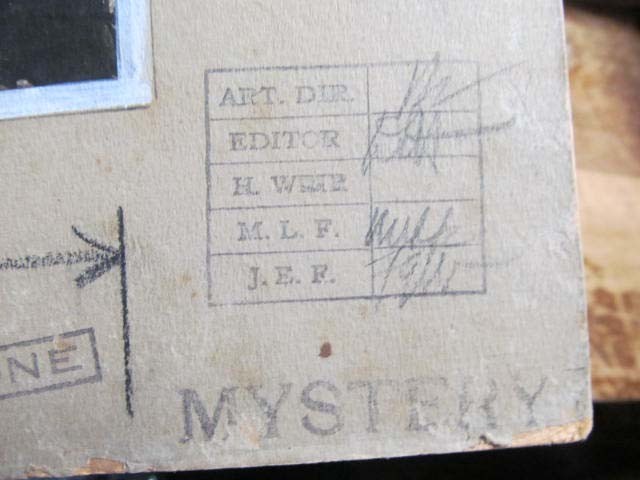 ART. DIR.
EDITOR
H. WEIR
M. L. F.
J. E. F.
NE
MYSTERY